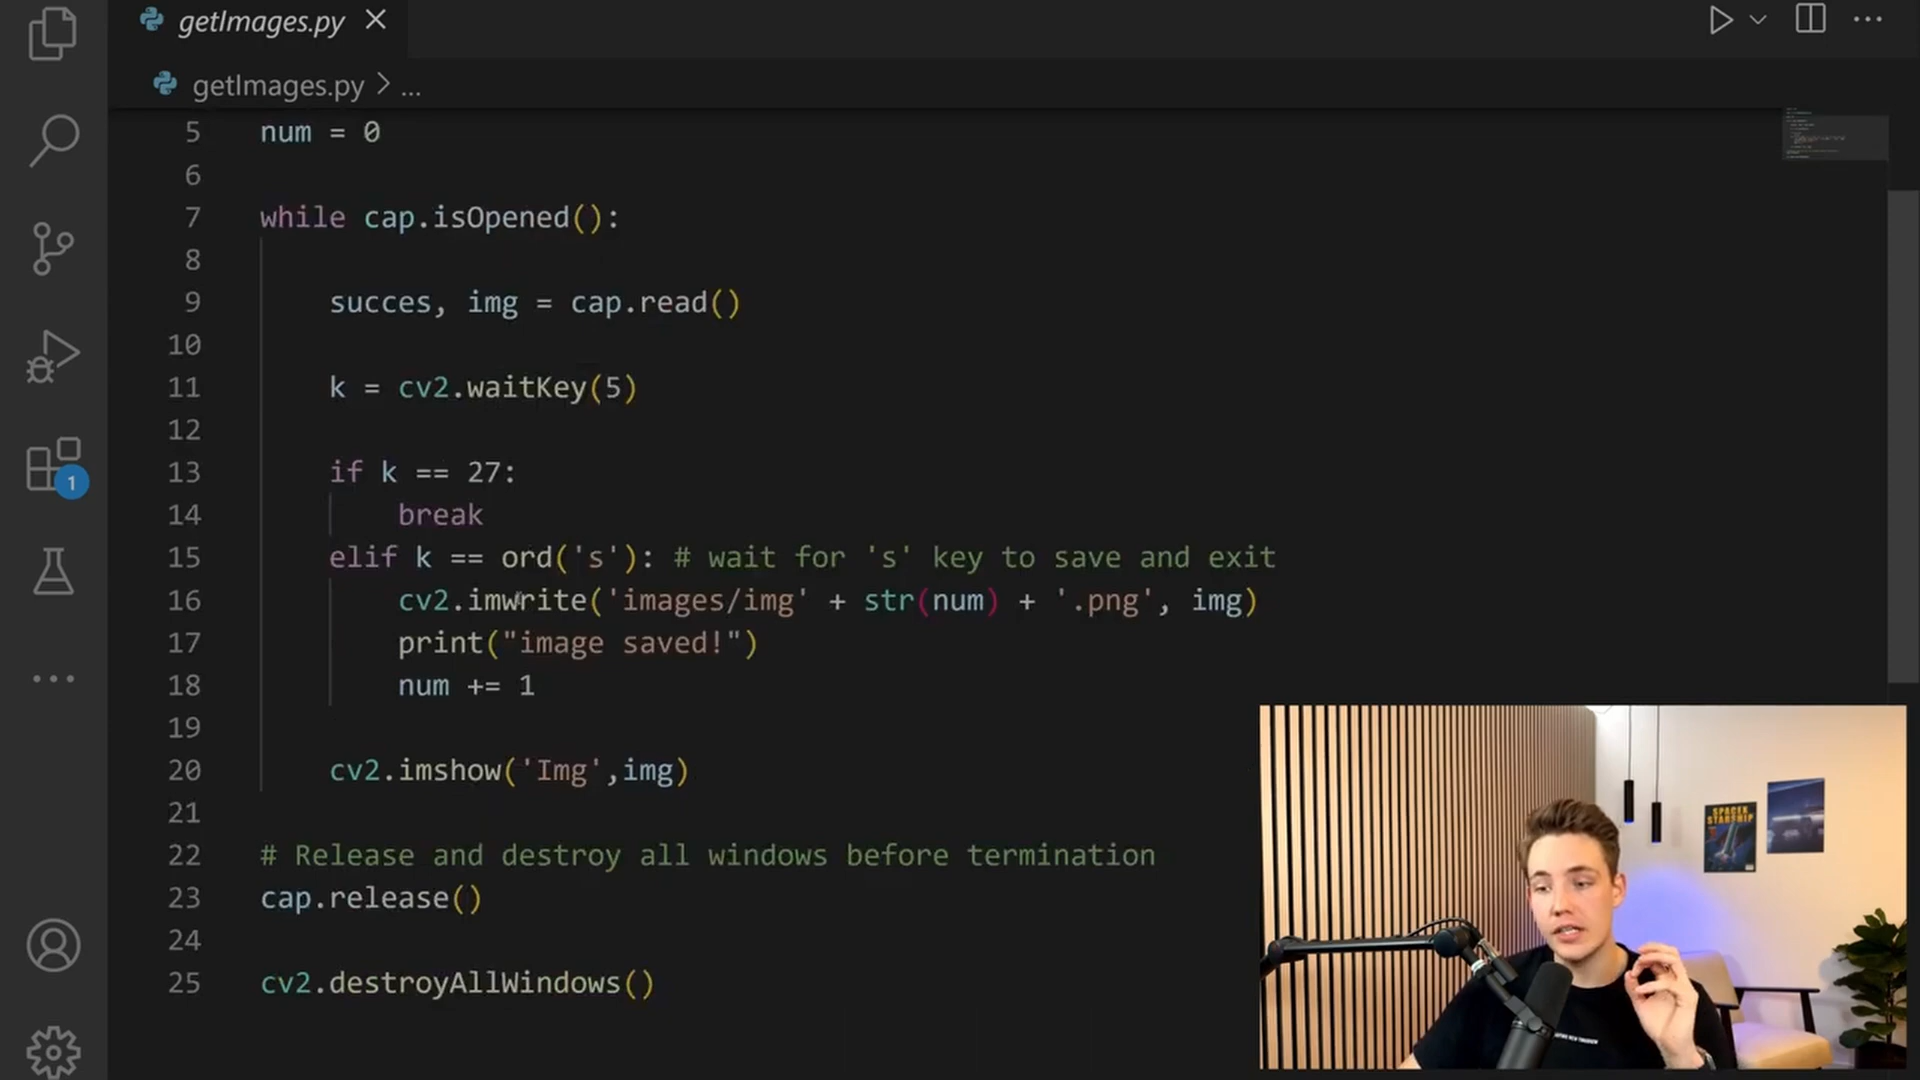 getImages.py
getImages.py > ...
5 num = 0
6
7 while cap.isOpened():
8
9 succes, img = cap.read()
10
11 k = cv2.waitKey(5)
12
13 if k == 27:
14 break
15 elif k == ord('s'): # wait for 's' key to save and exit
16 cv2.imwrite('images/img' + str(num) + '.png', img)
17 print("image saved!")
18 num += 1
19
20 cv2.imshow('Img',img)
21
22 # Release and destroy all windows before termination
23 cap.release()
24
25 cv2.destroyAllWindows()
1
SPACEX
STARSHIP